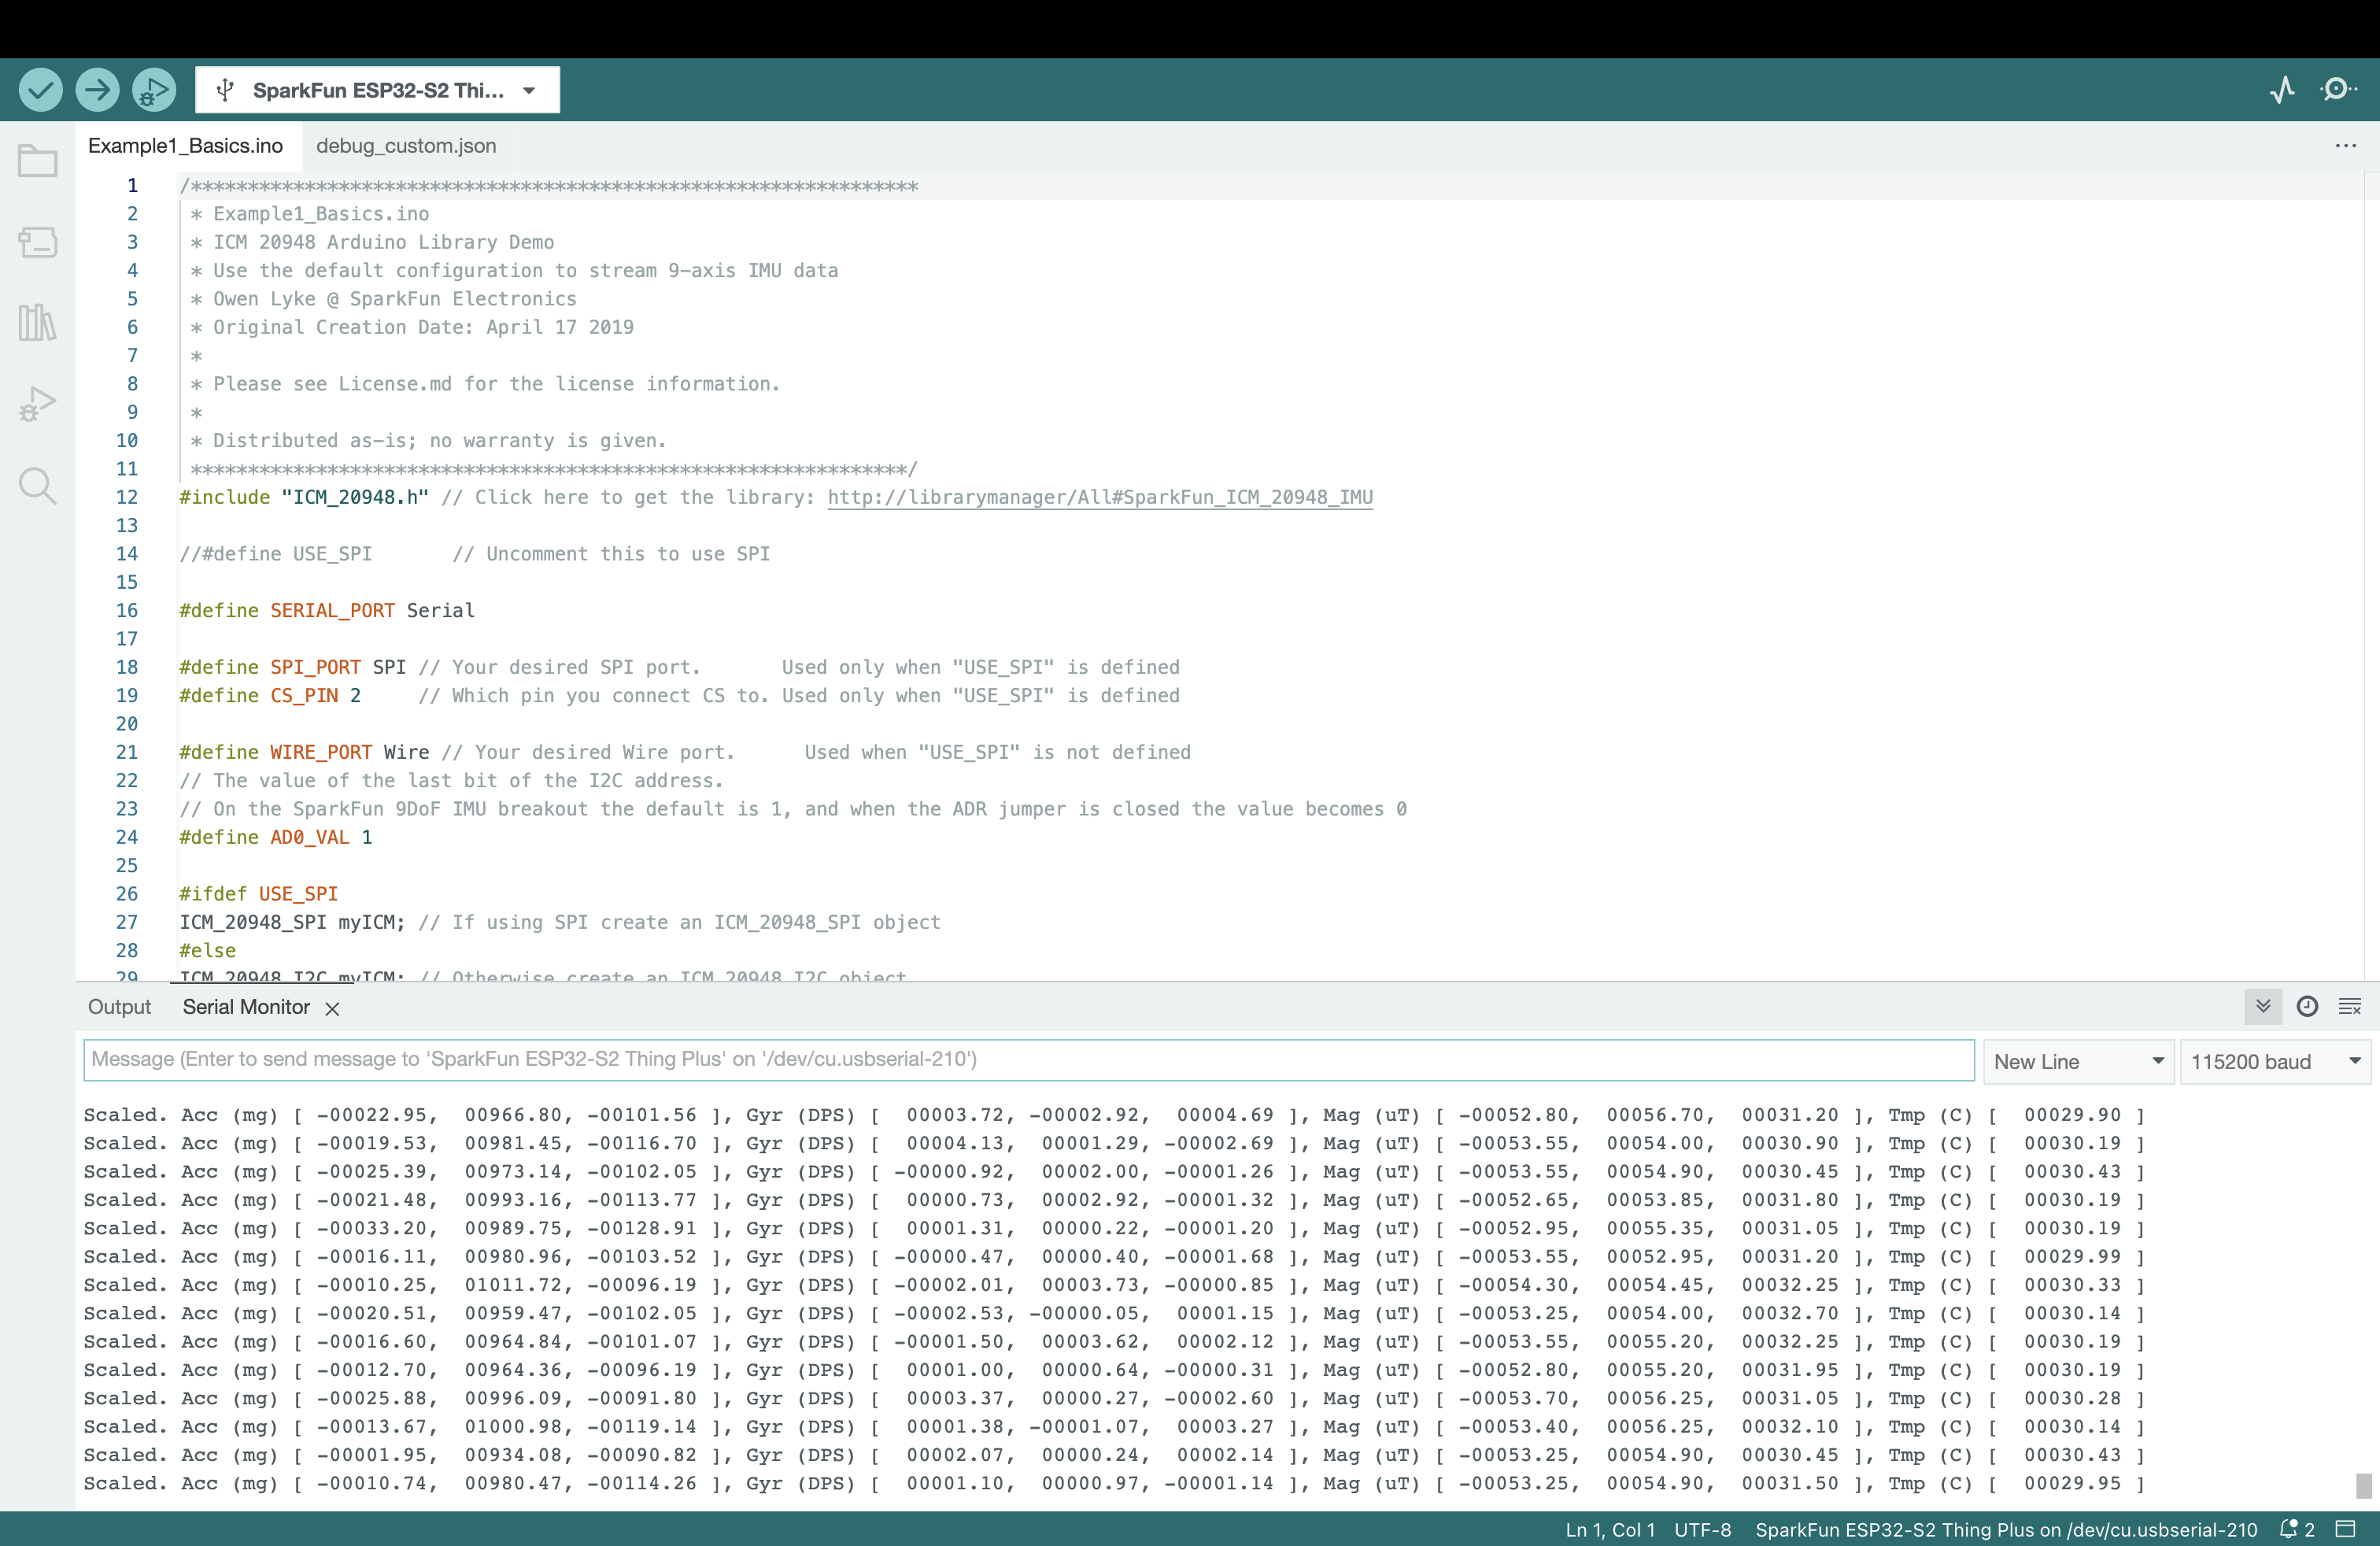 SparkFun ESP32-S2 Thi...
Example1_Basics.ino
debug_custom.json
1 /****************************************************************
2  * Example1_Basics.ino
3  * ICM 20948 Arduino Library Demo
4  * Use the default configuration to stream 9-axis IMU data
5  * Owen Lyke @ SparkFun Electronics
6  * Original Creation Date: April 17 2019
7  *
8  * Please see License.md for the license information.
9  *
10  * Distributed as-is; no warranty is given.
11  ***************************************************************/
12 #include "ICM_20948.h" // Click here to get the library: http://librarymanager/All#SparkFun_ICM_20948_IMU
13
14 //#define USE_SPI       // Uncomment this to use SPI
15
16 #define SERIAL_PORT Serial
17
18 #define SPI_PORT SPI // Your desired SPI port.       Used only when "USE_SPI" is defined
19 #define CS_PIN 2     // Which pin you connect CS to. Used only when "USE_SPI" is defined
20
21 #define WIRE_PORT Wire // Your desired Wire port.      Used when "USE_SPI" is not defined
22 // The value of the last bit of the I2C address.
23 // On the SparkFun 9DoF IMU breakout the default is 1, and when the ADR jumper is closed the value becomes 0
24 #define AD0_VAL 1
25
26 #ifdef USE_SPI
27 ICM_20948_SPI myICM; // If using SPI create an ICM_20948_SPI object
28 #else
29 ICM_20948_I2C myICM; // Otherwise create an ICM_20948_I2C object
Output
Serial Monitor
Message (Enter to send message to 'SparkFun ESP32-S2 Thing Plus' on '/dev/cu.usbserial-210')
New Line
115200 baud
Scaled. Acc (mg) [ -00022.95,  00966.80, -00101.56 ], Gyr (DPS) [  00003.72, -00002.92,  00004.69 ], Mag (uT) [ -00052.80,  00056.70,  00031.20 ], Tmp (C) [  00029.90 ]
Scaled. Acc (mg) [ -00019.53,  00981.45, -00116.70 ], Gyr (DPS) [  00004.13,  00001.29, -00002.69 ], Mag (uT) [ -00053.55,  00054.00,  00030.90 ], Tmp (C) [  00030.19 ]
Scaled. Acc (mg) [ -00025.39,  00973.14, -00102.05 ], Gyr (DPS) [ -00000.92,  00002.00, -00001.26 ], Mag (uT) [ -00053.55,  00054.90,  00030.45 ], Tmp (C) [  00030.43 ]
Scaled. Acc (mg) [ -00021.48,  00993.16, -00113.77 ], Gyr (DPS) [  00000.73,  00002.92, -00001.32 ], Mag (uT) [ -00052.65,  00053.85,  00031.80 ], Tmp (C) [  00030.19 ]
Scaled. Acc (mg) [ -00033.20,  00989.75, -00128.91 ], Gyr (DPS) [  00001.31,  00000.22, -00001.20 ], Mag (uT) [ -00052.95,  00055.35,  00031.05 ], Tmp (C) [  00030.19 ]
Scaled. Acc (mg) [ -00016.11,  00980.96, -00103.52 ], Gyr (DPS) [ -00000.47,  00000.40, -00001.68 ], Mag (uT) [ -00053.55,  00052.95,  00031.20 ], Tmp (C) [  00029.99 ]
Scaled. Acc (mg) [ -00010.25,  01011.72, -00096.19 ], Gyr (DPS) [ -00002.01,  00003.73, -00000.85 ], Mag (uT) [ -00054.30,  00054.45,  00032.25 ], Tmp (C) [  00030.33 ]
Scaled. Acc (mg) [ -00020.51,  00959.47, -00102.05 ], Gyr (DPS) [ -00002.53, -00000.05,  00001.15 ], Mag (uT) [ -00053.25,  00054.00,  00032.70 ], Tmp (C) [  00030.14 ]
Scaled. Acc (mg) [ -00016.60,  00964.84, -00101.07 ], Gyr (DPS) [ -00001.50,  00003.62,  00002.12 ], Mag (uT) [ -00053.55,  00055.20,  00032.25 ], Tmp (C) [  00030.19 ]
Scaled. Acc (mg) [ -00012.70,  00964.36, -00096.19 ], Gyr (DPS) [  00001.00,  00000.64, -00000.31 ], Mag (uT) [ -00052.80,  00055.20,  00031.95 ], Tmp (C) [  00030.19 ]
Scaled. Acc (mg) [ -00025.88,  00996.09, -00091.80 ], Gyr (DPS) [  00003.37,  00000.27, -00002.60 ], Mag (uT) [ -00053.70,  00056.25,  00031.05 ], Tmp (C) [  00030.28 ]
Scaled. Acc (mg) [ -00013.67,  01000.98, -00119.14 ], Gyr (DPS) [  00001.38, -00001.07,  00003.27 ], Mag (uT) [ -00053.40,  00056.25,  00032.10 ], Tmp (C) [  00030.14 ]
Scaled. Acc (mg) [ -00001.95,  00934.08, -00090.82 ], Gyr (DPS) [  00002.07,  00000.24,  00002.14 ], Mag (uT) [ -00053.25,  00054.90,  00030.45 ], Tmp (C) [  00030.43 ]
Scaled. Acc (mg) [ -00010.74,  00980.47, -00114.26 ], Gyr (DPS) [  00001.10,  00000.97, -00001.14 ], Mag (uT) [ -00053.25,  00054.90,  00031.50 ], Tmp (C) [  00029.95 ]
Ln 1, Col 1 UTF-8 SparkFun ESP32-S2 Thing Plus on /dev/cu.usbserial-210 2